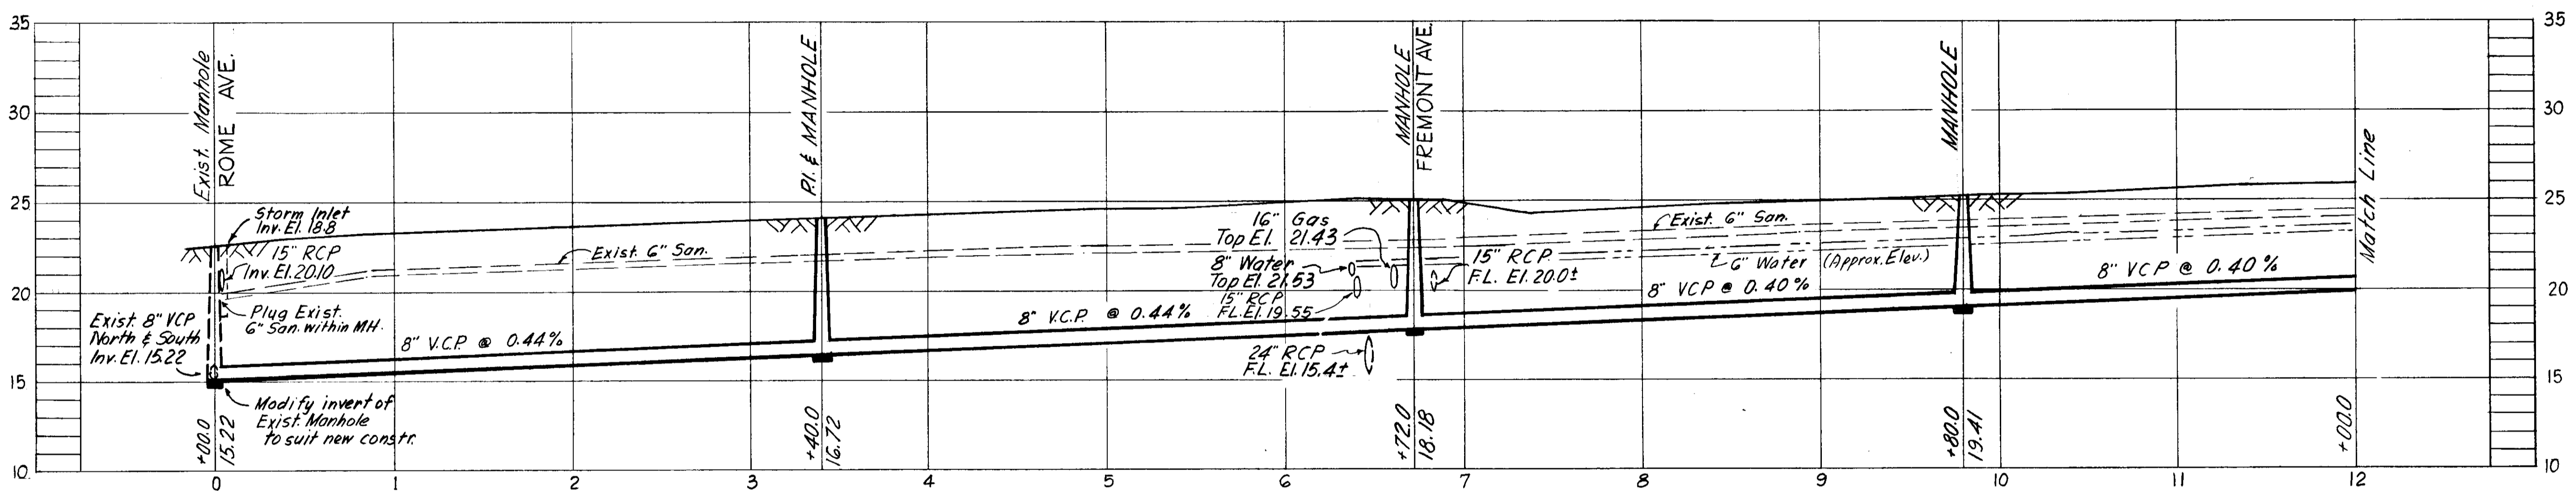 35
30
25
20
15
10
Exist. Manhole
ROME AVE.
P.I. & MANHOLE
MANHOLE
FREMONT AVE.
MANHOLE
Match Line
35
30
25
20
15
10
Storm Inlet
Inv. El. 18.8
15" RCP
Inv. El. 20.10
Plug Exist.
6" San. within MH.
Exist. 8" VCP
North & South
Inv. El. 15.22
Modify invert of
Exist. Manhole
to suit new constr.
Exist. 6" San.
8" V.C.P. @ 0.44%
8" V.C.P. @ 0.44%
16" Gas
Top El. 21.43
8" Water
Top El. 21.53
15" RCP
FL. El. 19.55
24" RCP
F.L. El. 15.4±
15" RCP
F.L. El. 20.0±
Exist. 6" San.
6" Water (Approx. Elev.)
8" VCP @ 0.40%
8" VCP @ 0.40%
+00.0
15.22
+40.0
16.72
+72.0
18.18
+80.0
19.41
+00.0
0 1 2 3 4 5 6 7 8 9 10 11 12